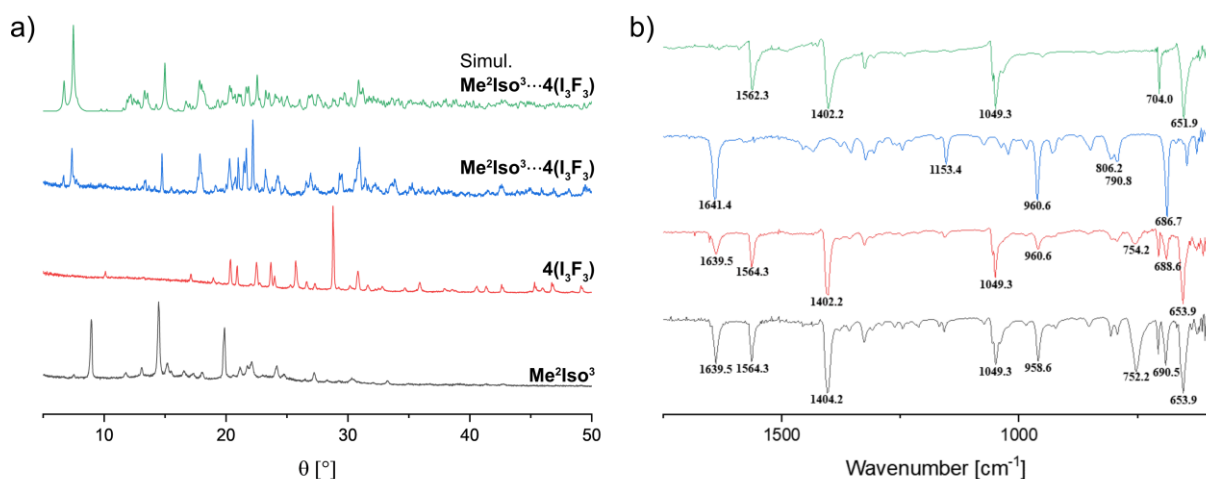 a)
Simul.
Me²Iso³···4(I₃F₃)
Me²Iso³···4(I₃F₃)
4(I₃F₃)
Me²Iso³
10 20 30 40 50
θ [°]
b)
1562.3 1402.2 1049.3 704.0 651.9
1641.4 1153.4 960.6 806.2 790.8 686.7
1639.5 1564.3 1402.2 1049.3 960.6 754.2 688.6 653.9
1639.5 1564.3 1404.2 1049.3 958.6 752.2 690.5 653.9
1500 1000
Wavenumber [cm⁻¹]